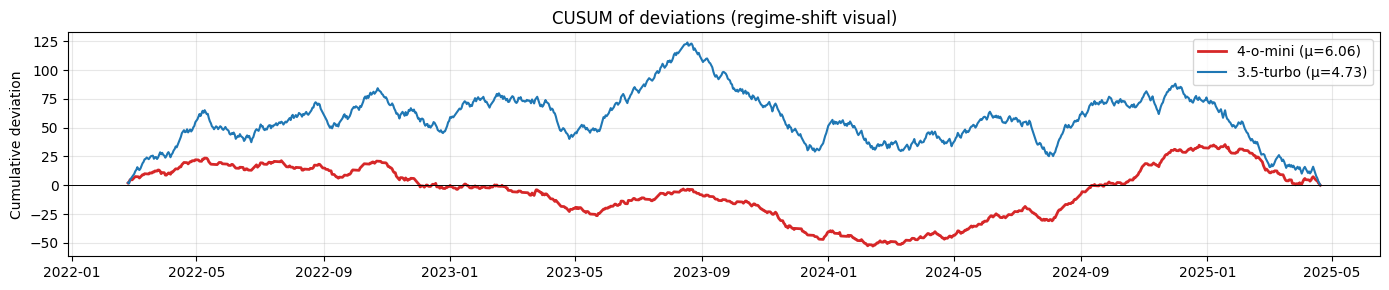 CUSUM of deviations (regime-shift visual)
Cumulative deviation
125
100
75
50
25
0
−25
−50
4-o-mini (μ=6.06)
3.5-turbo (μ=4.73)
2022-01 2022-05 2022-09 2023-01 2023-05 2023-09 2024-01 2024-05 2024-09 2025-01 2025-05